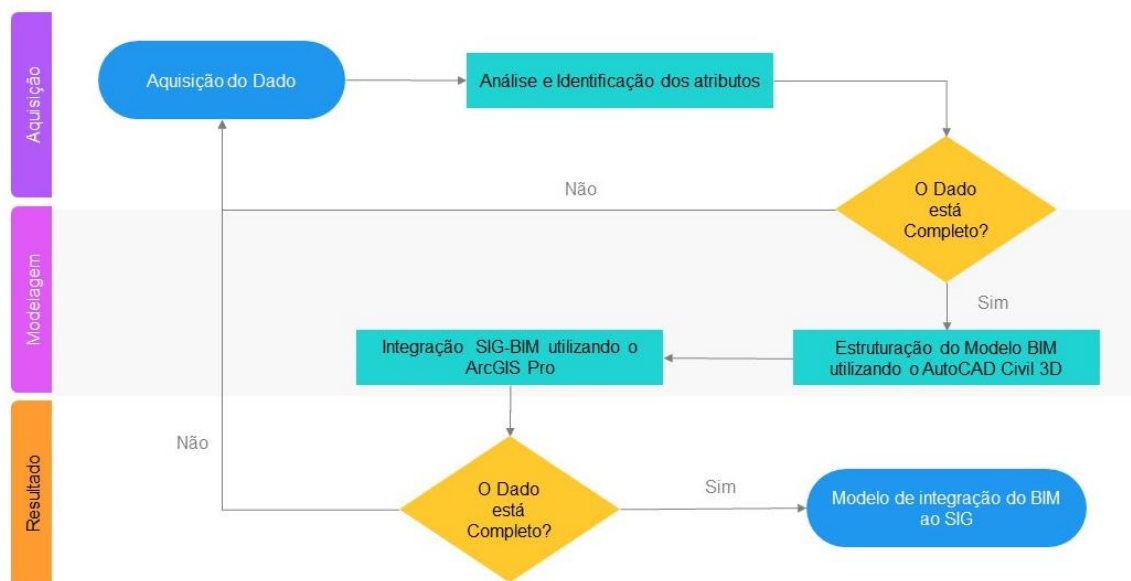 Aquisição
Aquisição do Dado
Análise e Identificação dos atributos
O Dado
está
Completo?
Não
Sim
Modelagem
Estruturação do Modelo BIM
utilizando o AutoCAD Civil 3D
Integração SIG-BIM utilizando o
ArcGIS Pro
Resultado
Não
O Dado
está
Completo?
Sim
Modelo de integração do BIM
ao SIG